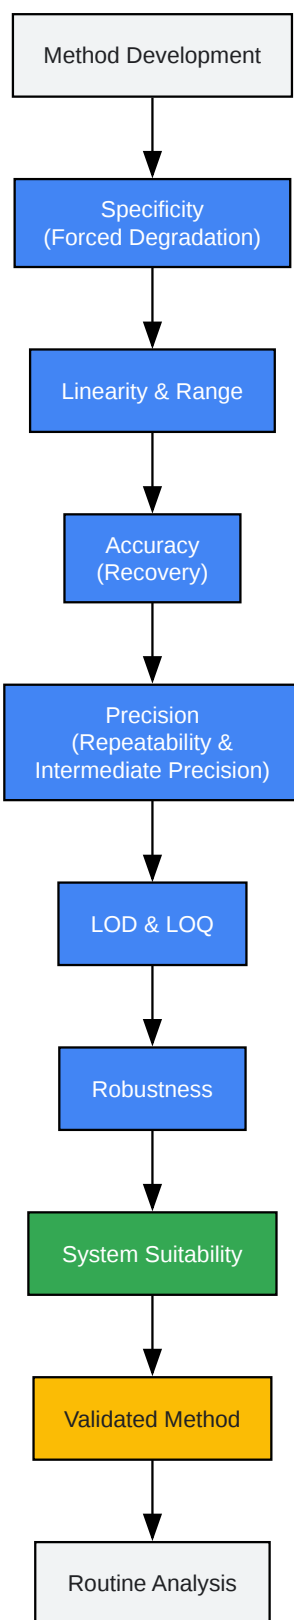 Method Development
Specificity
(Forced Degradation)
Linearity & Range
Accuracy
(Recovery)
Precision
(Repeatability &
Intermediate Precision)
LOD & LOQ
Robustness
System Suitability
Validated Method
Routine Analysis